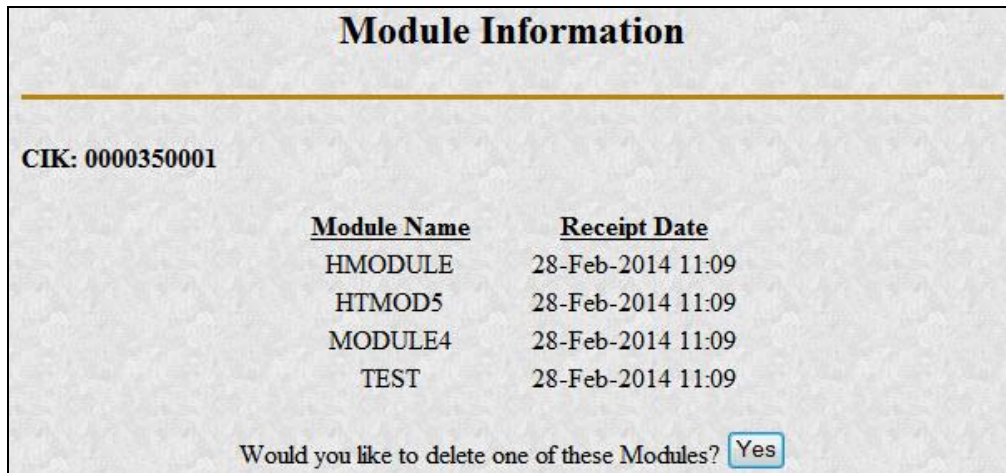 Module Information
CIK: 0000350001
Module Name Receipt Date
HMODULE 28-Feb-2014 11:09
HTMOD5 28-Feb-2014 11:09
MODULE4 28-Feb-2014 11:09
TEST 28-Feb-2014 11:09
Would you like to delete one of these Modules? Yes